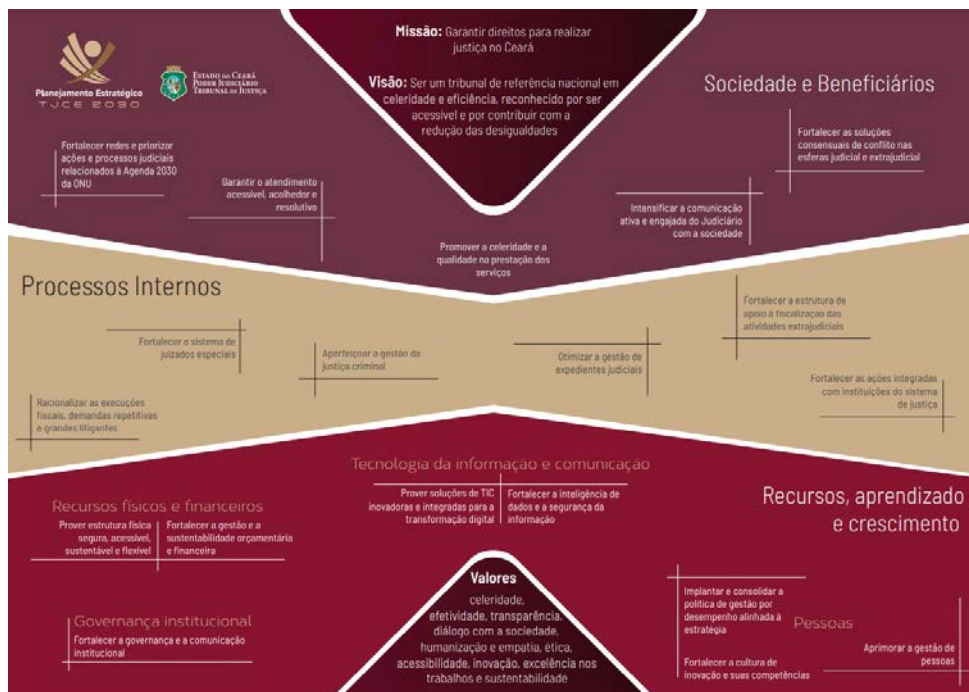 Missão: Garantir direitos para realizar
justiça no Ceará
Visão: Ser um tribunal de referência nacional em
celeridade e eficiência, reconhecido por ser
acessível e por contribuir com a
redução das desigualdades
Planejamento Estratégico
TJCE 2030
ESTADO DO CEARÁ
PODER JUDICIÁRIO
TRIBUNAL DE JUSTIÇA
Sociedade e Beneficiários
Fortalecer redes e priorizar
ações e processos judiciais
relacionados à Agenda 2030
da ONU
Garantir o atendimento
acessível, acolhedor e
resolutivo
Promover a celeridade e a
qualidade na prestação dos
serviços
Intensificar a comunicação
ativa e engajada do Judiciário
com a sociedade
Fortalecer as soluções
consensuais de conflito nas
esferas judicial e extrajudicial
Processos Internos
Racionalizar as execuções
fiscais, demandas repetitivas
e grandes litigantes
Fortalecer o sistema de
juizados especiais
Aperfeiçoar a gestão da
justiça criminal
Otimizar a gestão de
expedientes judiciais
Fortalecer a estrutura de
apoio à fiscalização das
atividades extrajudiciais
Fortalecer as ações integradas
com instituições do sistema
de justiça
Recursos, aprendizado
e crescimento
Tecnologia da informação e comunicação
Prover soluções de TIC
inovadoras e integradas para a
transformação digital
Fortalecer a inteligência de
dados e a segurança da
informação
Recursos físicos e financeiros
Prover estrutura física
segura, acessível,
sustentável e flexível
Fortalecer a gestão e a
sustentabilidade orçamentária
e financeira
Governança institucional
Fortalecer a governança e a comunicação
institucional
Valores
celeridade,
efetividade, transparência,
diálogo com a sociedade,
humanização e empatia, ética,
acessibilidade, inovação, excelência nos
trabalhos e sustentabilidade
Implantar e consolidar a
política de gestão por
desempenho alinhada à
estratégia
Pessoas
Fortalecer a cultura de
inovação e suas competências
Aprimorar a gestão de
pessoas